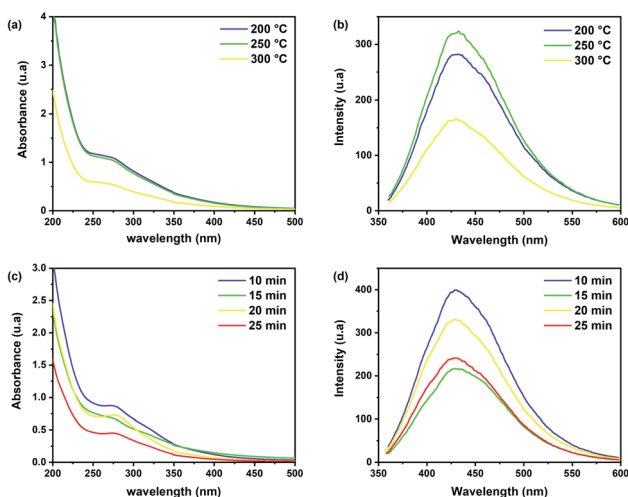 (a)
200 °C
250 °C
300 °C
Absorbance (u.a)
4
3
2
1
0
200 250 300 350 400 450 500
wavelength (nm)
(b)
200 °C
250 °C
300 °C
Intensity (u.a)
300
200
100
0
350 400 450 500 550 600
Wavelength (nm)
(c)
10 min
15 min
20 min
25 min
Absorbance (u.a)
3.0
2.5
2.0
1.5
1.0
0.5
0.0
200 250 300 350 400 450 500
wavelength (nm)
(d)
10 min
15 min
20 min
25 min
Intensity (u.a)
400
300
200
100
0
350 400 450 500 550 600
Wavelength (nm)